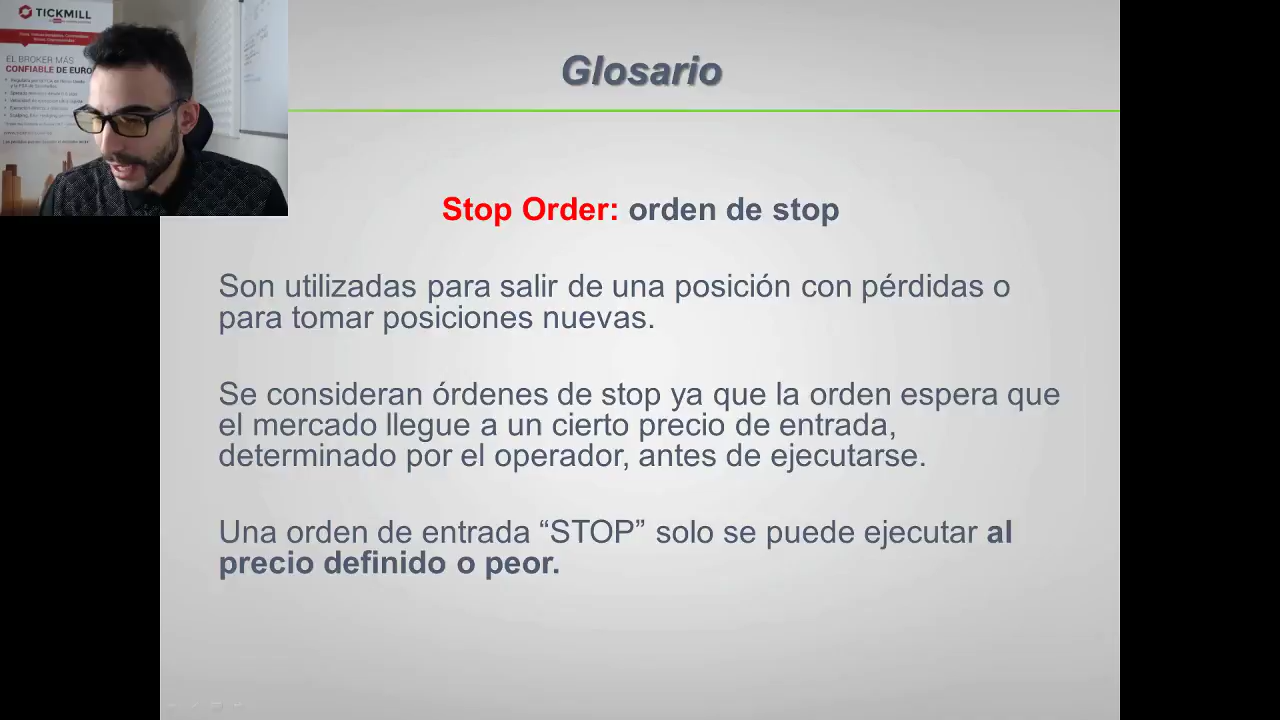 TICKMILL
EL BROKER MÁS
CONFIABLE DE EURO
Glosario
Stop Order: orden de stop
Son utilizadas para salir de una posición con pérdidas o
para tomar posiciones nuevas.
Se consideran órdenes de stop ya que la orden espera que
el mercado llegue a un cierto precio de entrada,
determinado por el operador, antes de ejecutarse.
Una orden de entrada “STOP” solo se puede ejecutar al
precio definido o peor.